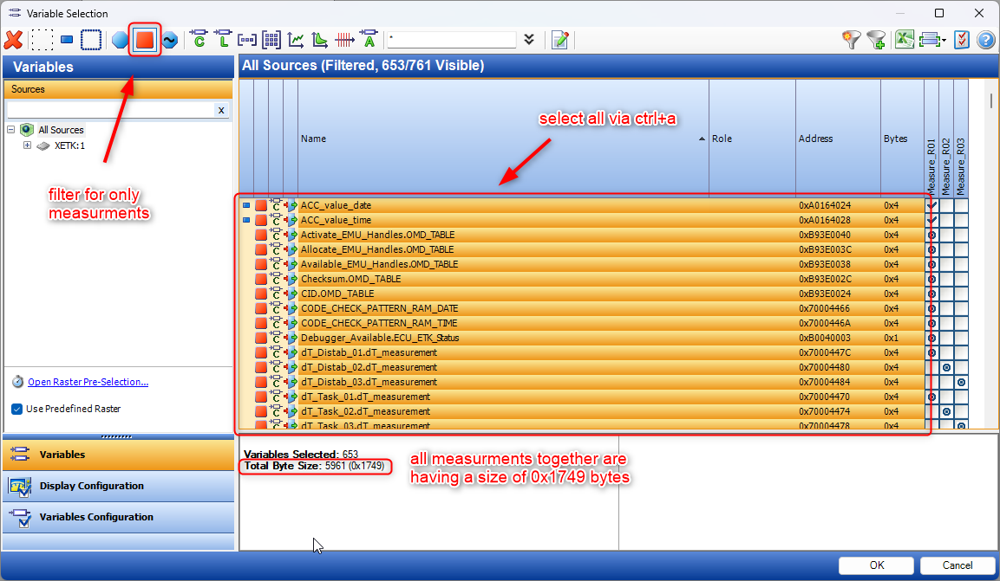 Variable Selection
C
L
A
*
Variables
All Sources (Filtered, 653/761 Visible)
Sources
x
All Sources
XETK:1
filter for only
measurments
select all via ctrl+a
Name
Role
Address
Bytes
Measure_R01
Measure_R02
Measure_R03
C ACC_value_date 0xA0164024 0x4
C ACC_value_time 0xA0164028 0x4
C Activate_EMU_Handles.OMD_TABLE 0xB93E0040 0x4
C Allocate_EMU_Handles.OMD_TABLE 0xB93E003C 0x4
C Available_EMU_Handles.OMD_TABLE 0xB93E0038 0x4
C Checksum.OMD_TABLE 0xB93E002C 0x4
C CID.OMD_TABLE 0xB93E0024 0x4
C CODE_CHECK_PATTERN_RAM_DATE 0x70004466 0x4
C CODE_CHECK_PATTERN_RAM_TIME 0x7000446A 0x4
C Debugger_Available.ECU_ETK_Status 0xB0040003 0x1
C dT_Distab_01.dT_measurement 0x7000447C 0x4
C dT_Distab_02.dT_measurement 0x70004480 0x4
C dT_Distab_03.dT_measurement 0x70004484 0x4
C dT_Task_01.dT_measurement 0x70004470 0x4
C dT_Task_02.dT_measurement 0x70004474 0x4
C dT_Task_03.dT_measurement 0x70004478 0x4
Open Raster Pre-Selection...
Use Predefined Raster
Variables
Display Configuration
Variables Configuration
Variables Selected: 653
Total Byte Size: 5961 (0x1749)
all measurments together are
having a size of 0x1749 bytes
OK
Cancel